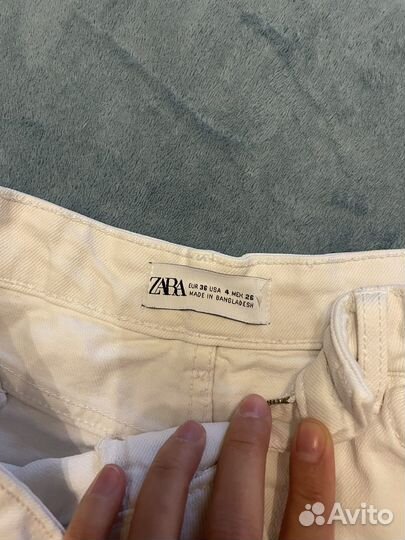 ZARA
EUR 36 USA 4 MEX 26
MADE IN BANGLADESH
Avito